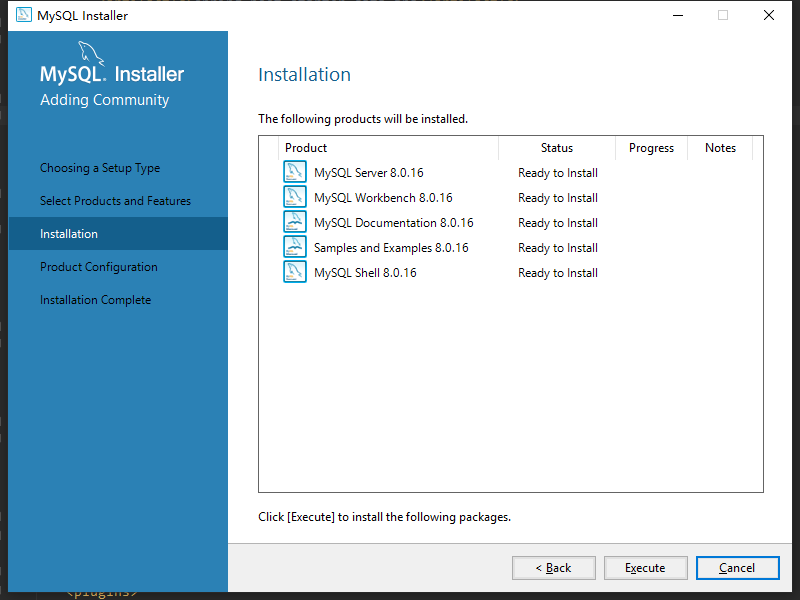 MySQL Installer
MySQL. Installer
Adding Community
Choosing a Setup Type
Select Products and Features
Installation
Product Configuration
Installation Complete
Installation
The following products will be installed.
Product Status Progress Notes
MySQL Server 8.0.16 Ready to Install
MySQL Workbench 8.0.16 Ready to Install
MySQL Documentation 8.0.16 Ready to Install
Samples and Examples 8.0.16 Ready to Install
MySQL Shell 8.0.16 Ready to Install
Click [Execute] to install the following packages.
< Back Execute Cancel
<plugins>